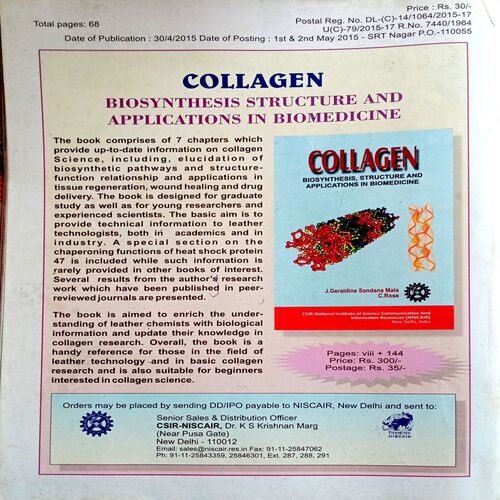 Price : Rs. 30/-
Total pages: 68
Postal Reg. No. DL-(C)-14/1064/2015-17
U(C)-79/2015-17 R.No. 7440/1964
Date of Publication : 30/4/2015 Date of Posting : 1st & 2nd May 2015 - SRT Nagar P.O.-110055
COLLAGEN
BIOSYNTHESIS STRUCTURE AND
APPLICATIONS IN BIOMEDICINE
The book comprises of 7 chapters which
provide up-to-date information on collagen
Science, including, elucidation of
biosynthetic pathways and structure-
function relationship and applications in
tissue regeneration, wound healing and drug
delivery. The book is designed for graduate
study as well as for young researchers and
experienced scientists. The basic aim is to
provide technical information to leather
technologists, both in academics and in
industry. A special section on the
chaperoning functions of heat shock protein
47 is included while such information is
rarely provided in other books of interest.
Several results from the author's research
work which have been published in peer-
reviewed journals are presented.
The book is aimed to enrich the under-
standing of leather chemists with biological
information and update their knowledge in
collagen research. Overall, the book is a
handy reference for those in the field of
leather technology and in basic collagen
research and is also suitable for beginners
interested in collagen science.
COLLAGEN
BIOSYNTHESIS, STRUCTURE AND
APPLICATIONS IN BIOMEDICINE
J.Geraldine Sandana Mala
C.Rose
CSIR-National Institute of Science Communication And
Information Resources (NISCAIR)
New Delhi, India
Pages: viii + 144
Price: Rs. 300/-
Postage: Rs. 35/-
Orders may be placed by sending DD/IPO payable to NISCAIR, New Delhi and sent to:
Senior Sales & Distribution Officer
CSIR-NISCAIR, Dr. K S Krishnan Marg
(Near Pusa Gate)
New Delhi - 110012
Email: sales@niscair.res.in Fax: 91-11-25847062
Ph: 91-11-25843359, 25846301, Ext. 287, 288, 291